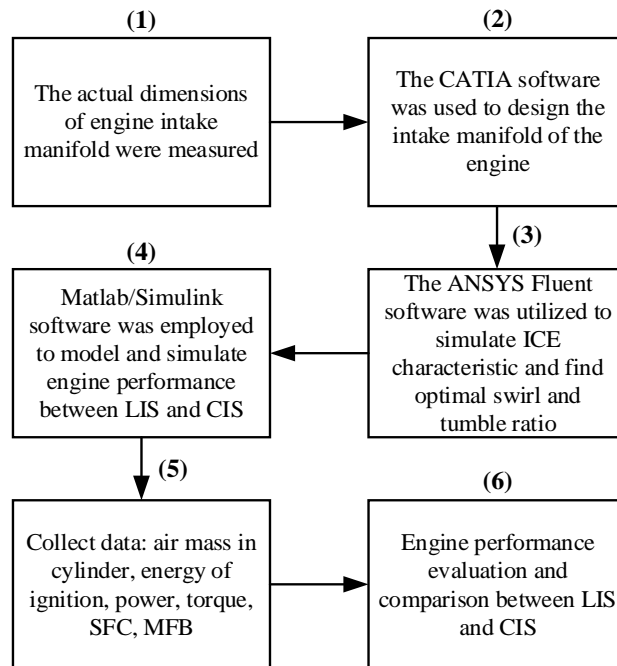 (1)
The actual dimensions
of engine intake
manifold were measured
(2)
The CATIA software
was used to design the
intake manifold of the
engine
(3)
The ANSYS Fluent
software was utilized to
simulate ICE
characteristic and find
optimal swirl and
tumble ratio
(4)
Matlab/Simulink
software was employed
to model and simulate
engine performance
between LIS and CIS
(5)
Collect data: air mass in
cylinder, energy of
ignition, power, torque,
SFC, MFB
(6)
Engine performance
evaluation and
comparison between LIS
and CIS